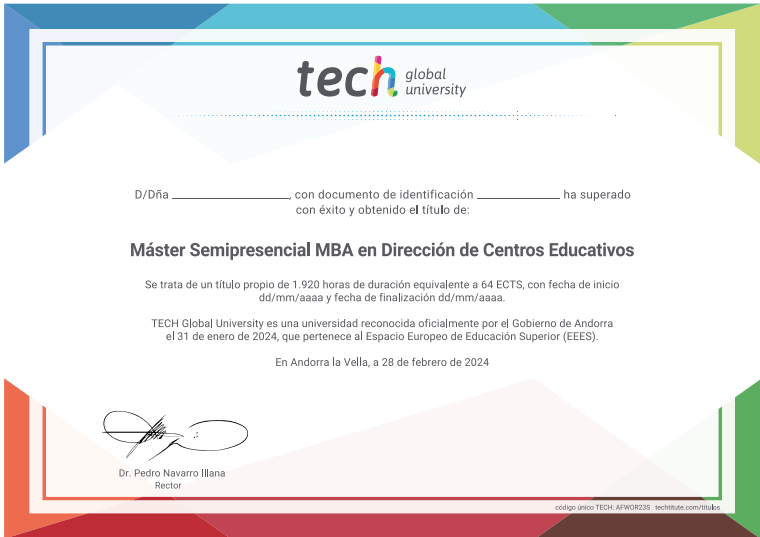 tech global university
D/Dña ____________________, con documento de identificación ______________ ha superado
con éxito y obtenido el título de:
Máster Semipresencial MBA en Dirección de Centros Educativos
Se trata de un título propio de 1.920 horas de duración equivalente a 64 ECTS, con fecha de inicio
dd/mm/aaaa y fecha de finalización dd/mm/aaaa.
TECH Global University es una universidad reconocida oficialmente por el Gobierno de Andorra
el 31 de enero de 2024, que pertenece al Espacio Europeo de Educación Superior (EEES).
En Andorra la Vella, a 28 de febrero de 2024
Dr. Pedro Navarro Illana
Rector
código único TECH: AFWOR23S techtitute.com/titulos